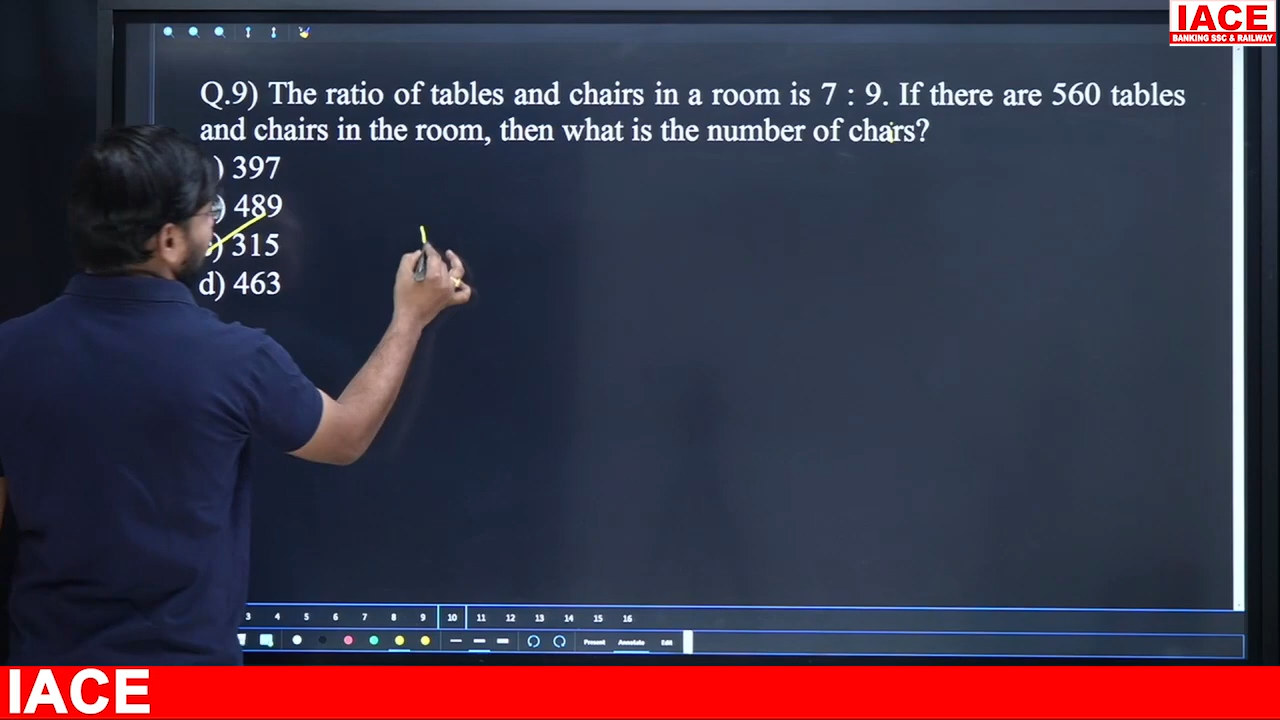 IACE
BANKING SSC & RAILWAY
Q.9) The ratio of tables and chairs in a room is 7 : 9. If there are 560 tables
and chairs in the room, then what is the number of chars?
) 397
) 489
) 315
d) 463
3 4 5 6 7 8 9 10 11 12 13 14 15 16
Present Annotate Edit
IACE